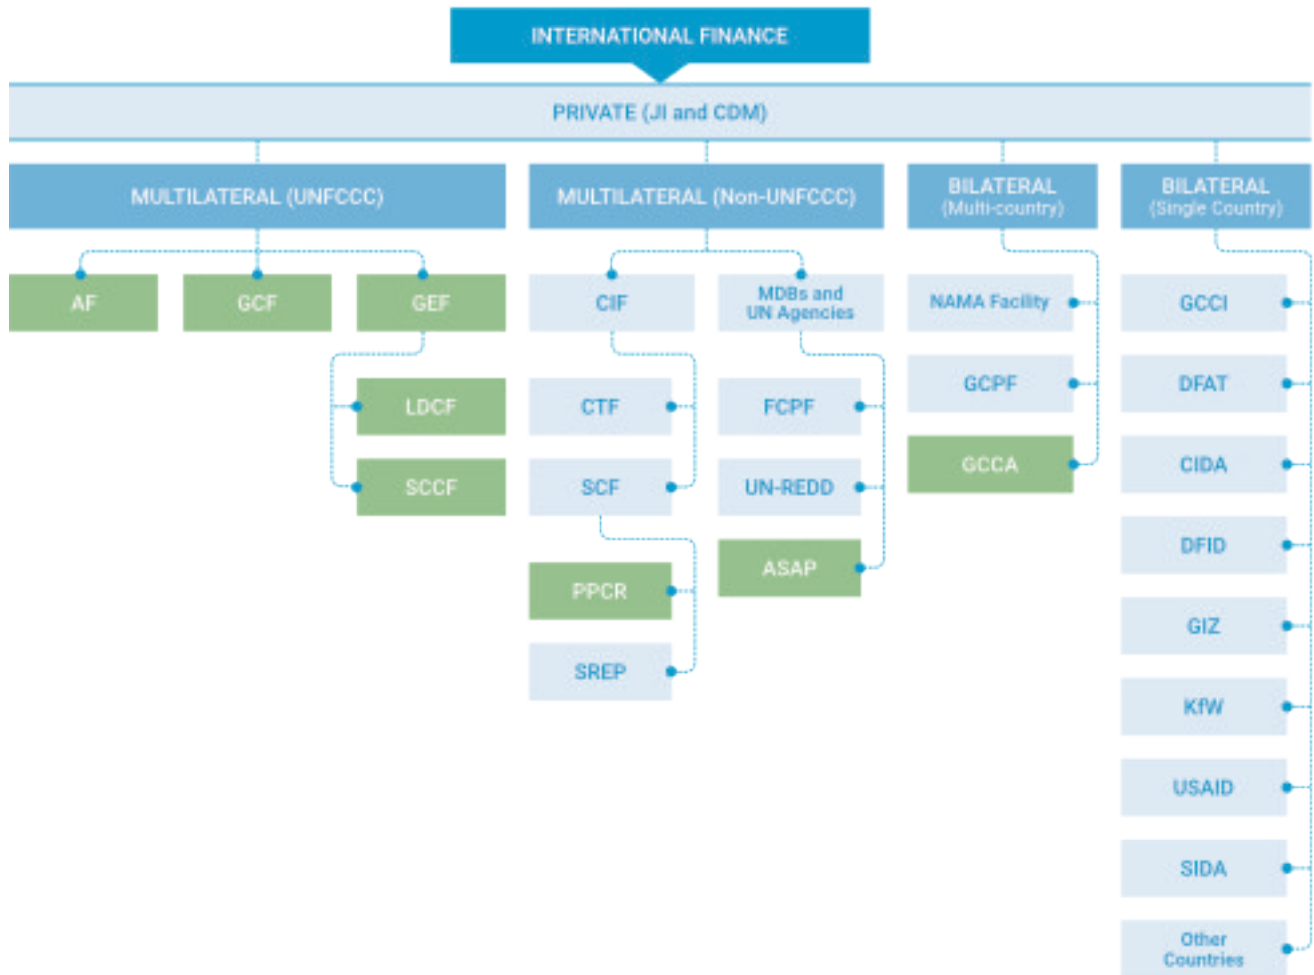 INTERNATIONAL FINANCE
PRIVATE (JI and CDM)
MULTILATERAL (UNFCCC)
MULTILATERAL (Non-UNFCCC)
BILATERAL
(Multi-country)
BILATERAL
(Single Country)
AF
GCF
GEF
CIF
MDBs and
UN Agencies
NAMA Facility
GCCI
LDCF
CTF
FCPF
GCPF
DFAT
SCCF
SCF
UN-REDD
GCCA
CIDA
PPCR
ASAP
DFID
SREP
GIZ
KfW
USAID
SIDA
Other
Countries